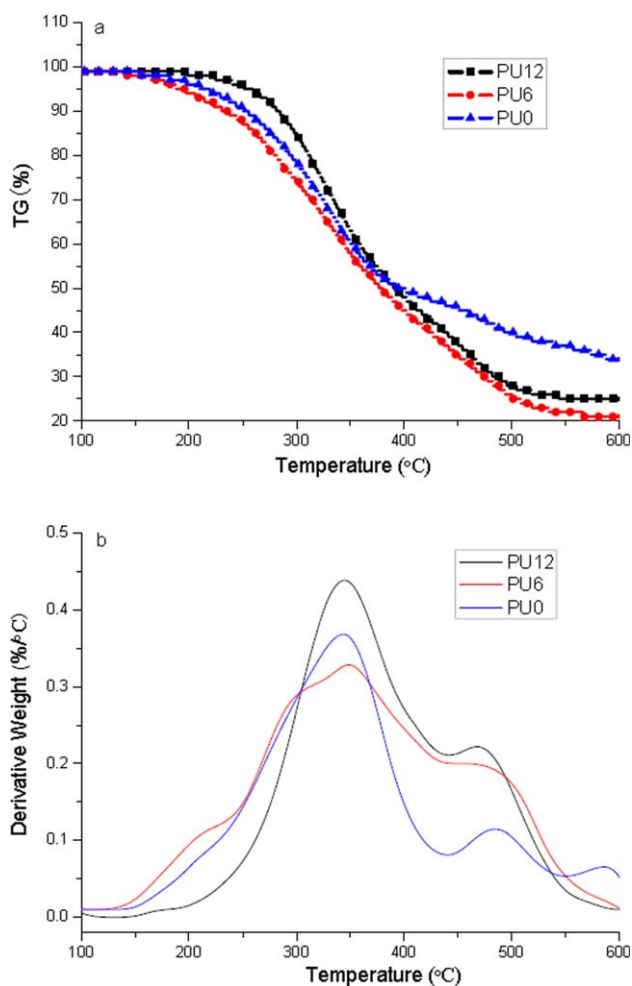 a
110
100
90
80
70
60
50
40
30
20
TG (%)
PU12
PU6
PU0
100 200 300 400 500 600
Temperature (°C)
b
0.5
0.4
0.3
0.2
0.1
0.0
Derivative Weight (%/°C)
PU12
PU6
PU0
100 200 300 400 500 600
Temperature (°C)